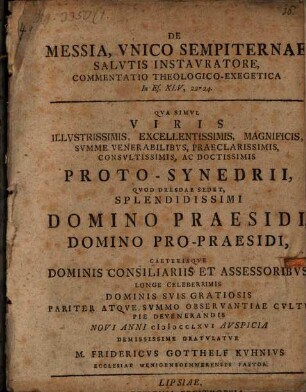 DE
MESSIA, VNICO SEMPITERNAE
SALVTIS INSTAVRATORE,
COMMENTATIO THEOLOGICO-EXEGETICA
In Es. XLV, 22-24.
QVA SIMVL
VIRIS
ILLVSTRISSIMIS, EXCELLENTISSIMIS, MAGNIFICIS,
SVMME VENERABILIBVS, PRAECLARISSIMIS,
CONSVLTISSIMIS, AC DOCTISSIMIS
PROTO-SYNEDRII,
QVOD DRESDAE SEDET,
SPLENDIDISSIMI
DOMINO PRAESIDI,
DOMINO PRO-PRAESIDI,
CAETERISQVE
DOMINIS CONSILIARIIS ET ASSESSORIBVS
LONGE CELEBERRIMIS
DOMINIS SVIS GRATIOSIS
PARITER ATQVE SVMMO OBSERVANTIAE CVLTV
PIE DEVENERANDIS
NOVI ANNI CIƆIƆCCLXVI AVSPICIA
DEMISSISSIME GRATVLATVR
M. FRIDERICVS GOTTHELF KVHNIVS
PASTOR.
LIPSIAE,